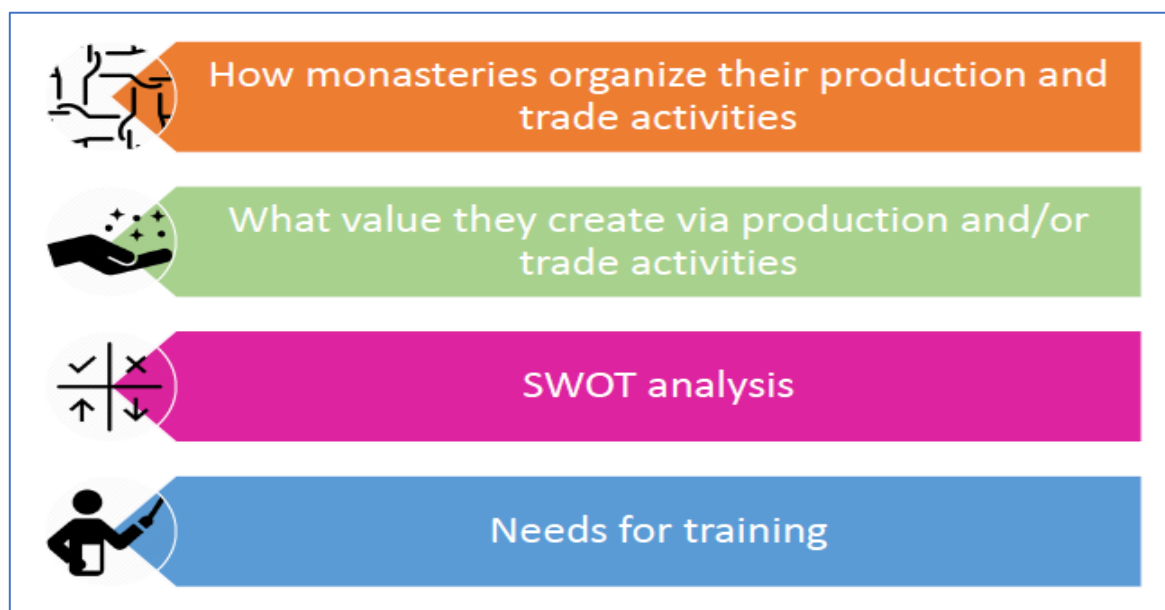 How monasteries organize their production and
trade activities
What value they create via production and/or
trade activities
SWOT analysis
Needs for training